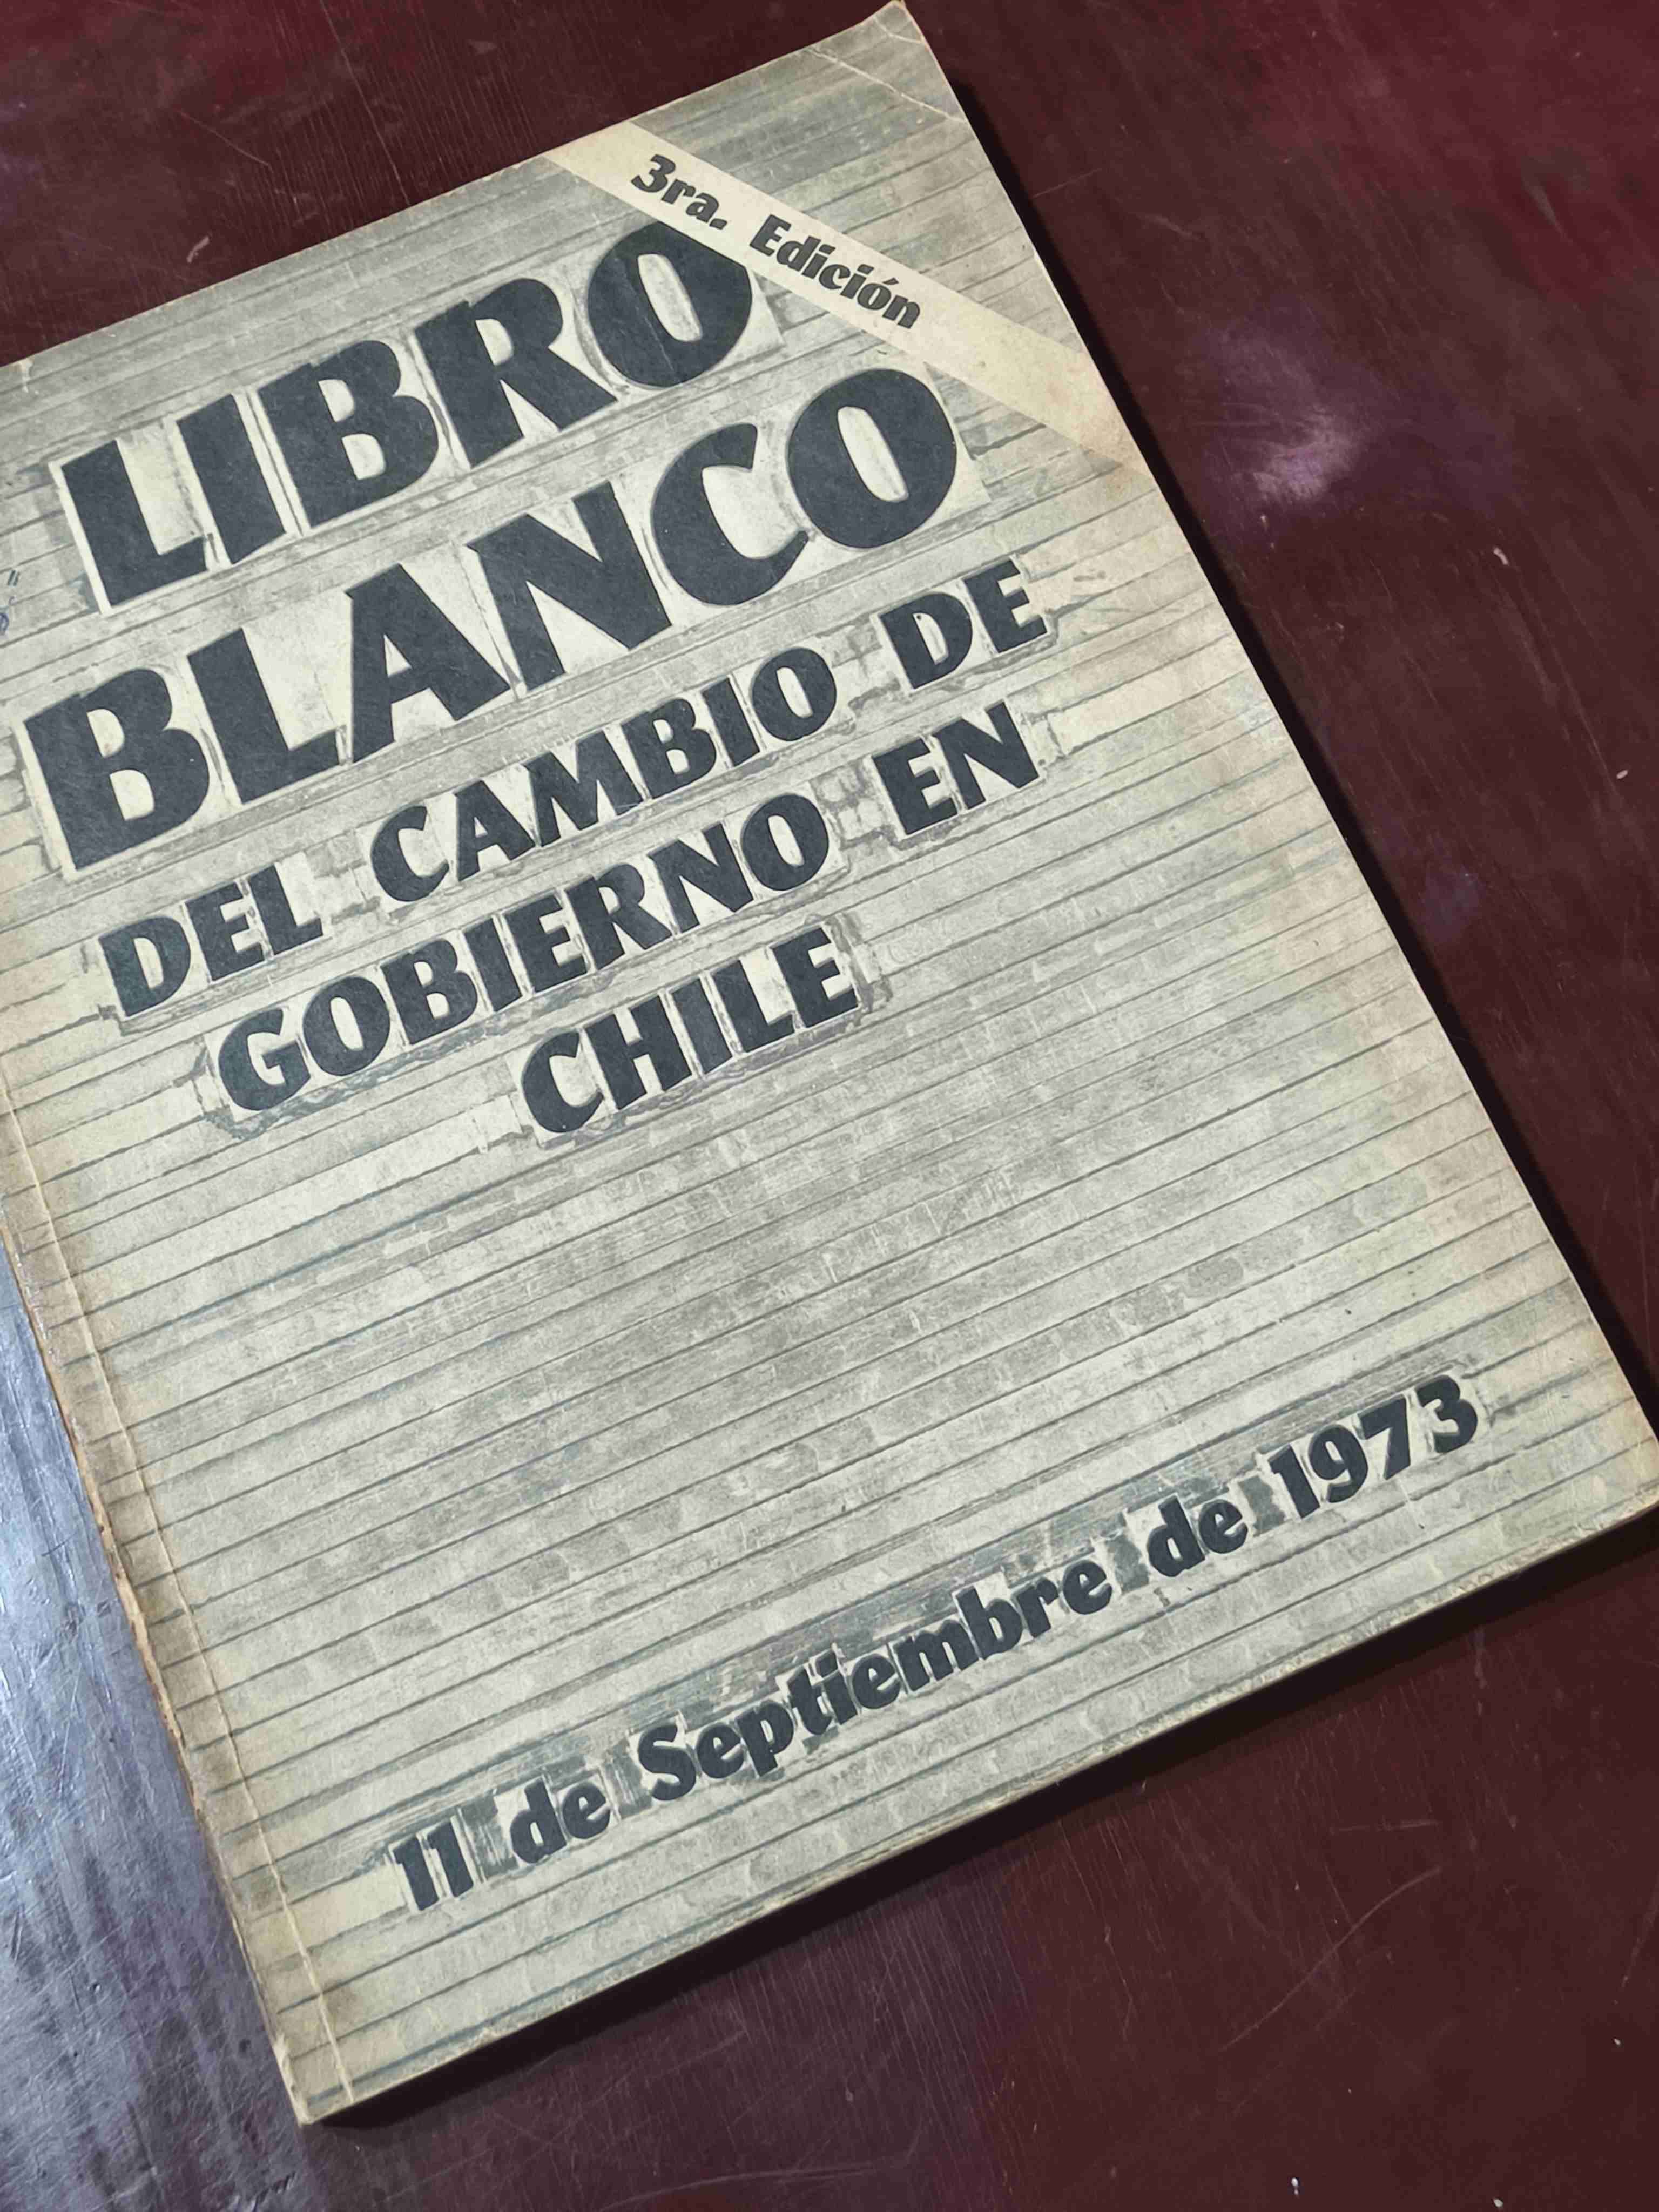 3ra. Edición
LIBRO
BLANCO
DEL CAMBIO DE
GOBIERNO EN
CHILE
11 de Septiembre de 1973